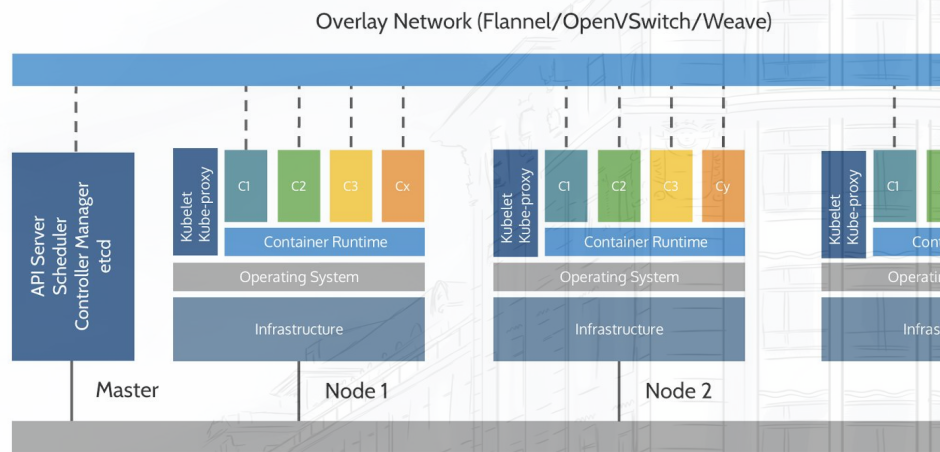 Overlay Network (Flannel/OpenVSwitch/Weave)
API Server
Scheduler
Controller Manager
etcd
Master
Kubelet
Kube-proxy
C1
C2
C3
Cx
Container Runtime
Operating System
Infrastructure
Node 1
Kubelet
Kube-proxy
C1
C2
C3
Cy
Container Runtime
Operating System
Infrastructure
Node 2
Kubelet
Kube-proxy
C1